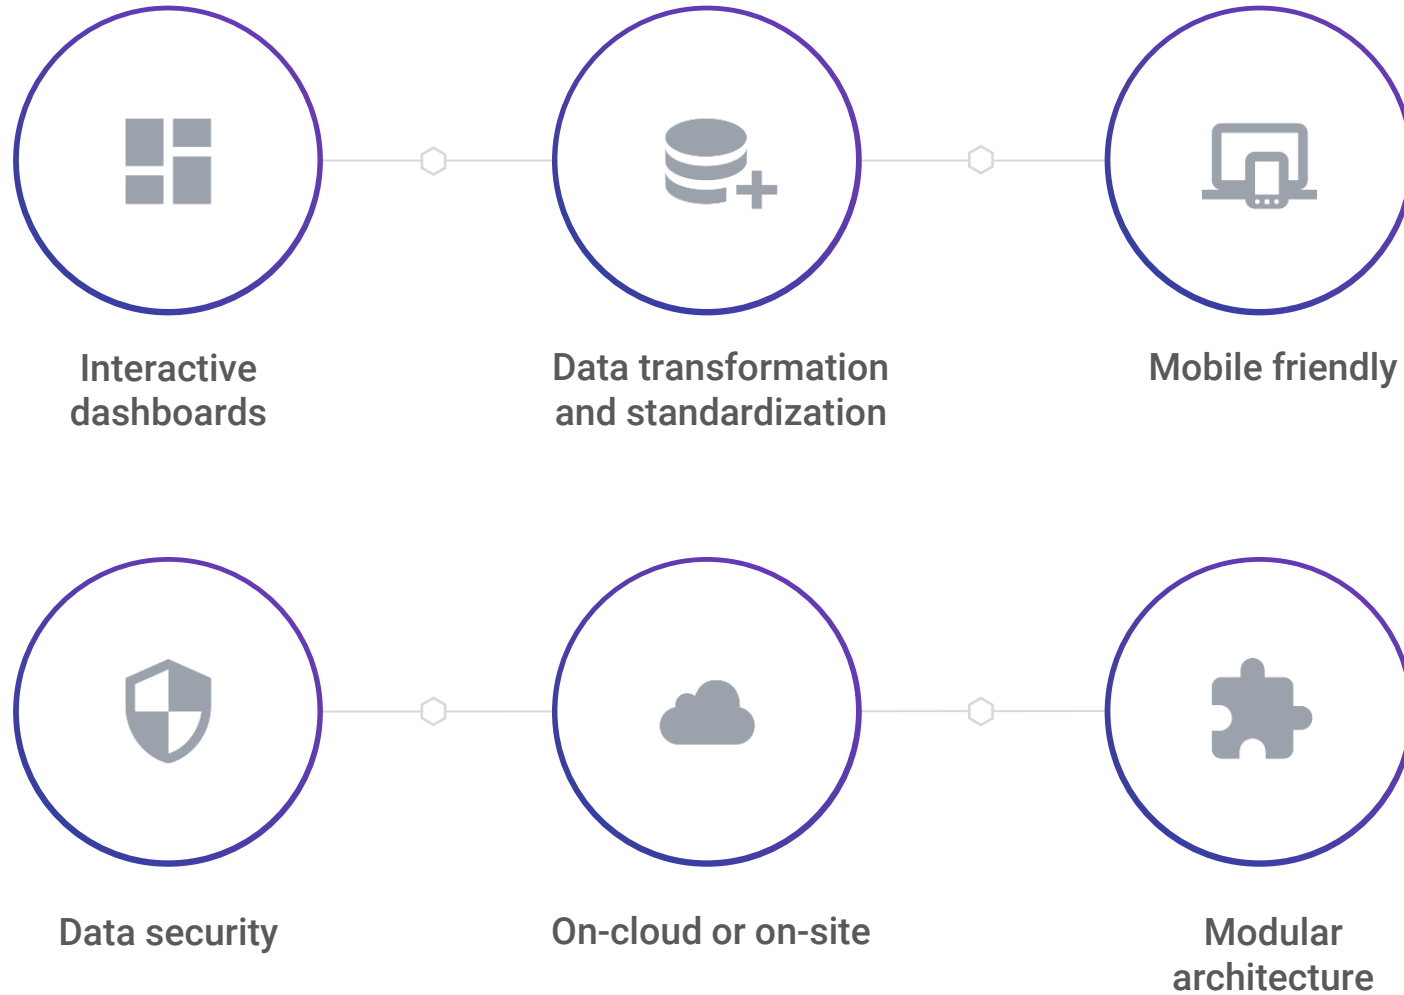 Interactive
dashboards
Data transformation
and standardization
Mobile friendly
Data security
On-cloud or on-site
Modular
architecture